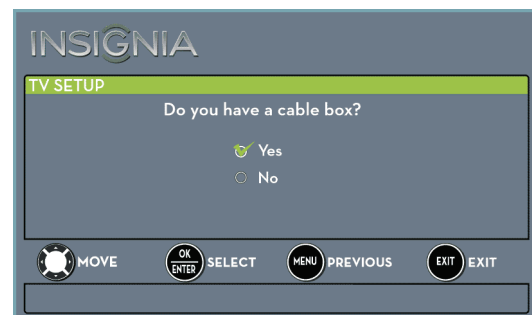 INSIGNIA
TV SETUP
Do you have a cable box?
Yes
No
MOVE OK ENTER SELECT MENU PREVIOUS EXIT EXIT